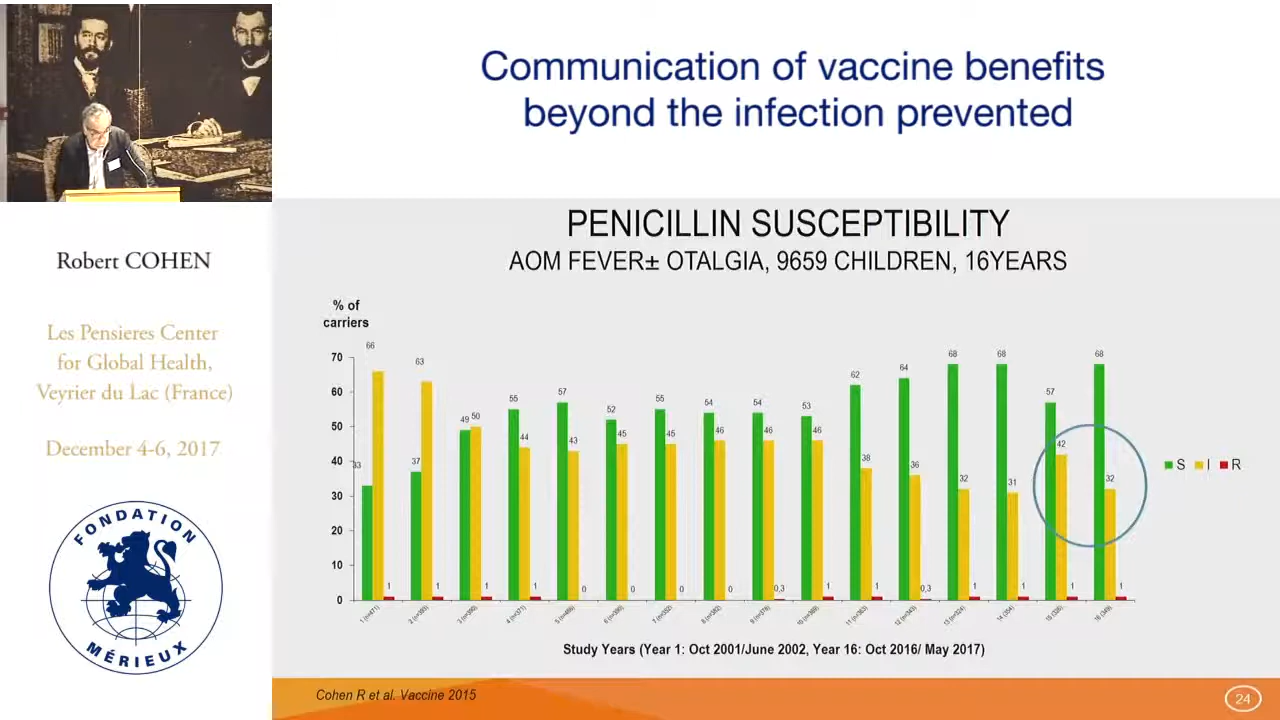 Communication of vaccine benefits
beyond the infection prevented
Robert COHEN
Les Pensieres Center
for Global Health,
Veyrier du Lac (France)
December 4-6, 2017
FONDATION
MÉRIEUX
PENICILLIN SUSCEPTIBILITY
AOM FEVER± OTALGIA, 9659 CHILDREN, 16YEARS
% of
carriers
70
60
50
40
30
20
10
0
33 66 1
37 63 1
49 50 1
55 44 1
57 43 0
52 45 0
55 45 0
54 46 0
54 46 0,3
53 46 1
62 38 1
64 36 0,3
68 32 1
68 31 1
57 42 1
68 32 1
S I R
Study Years (Year 1: Oct 2001/June 2002, Year 16: Oct 2016/ May 2017)
Cohen R et al. Vaccine 2015
24